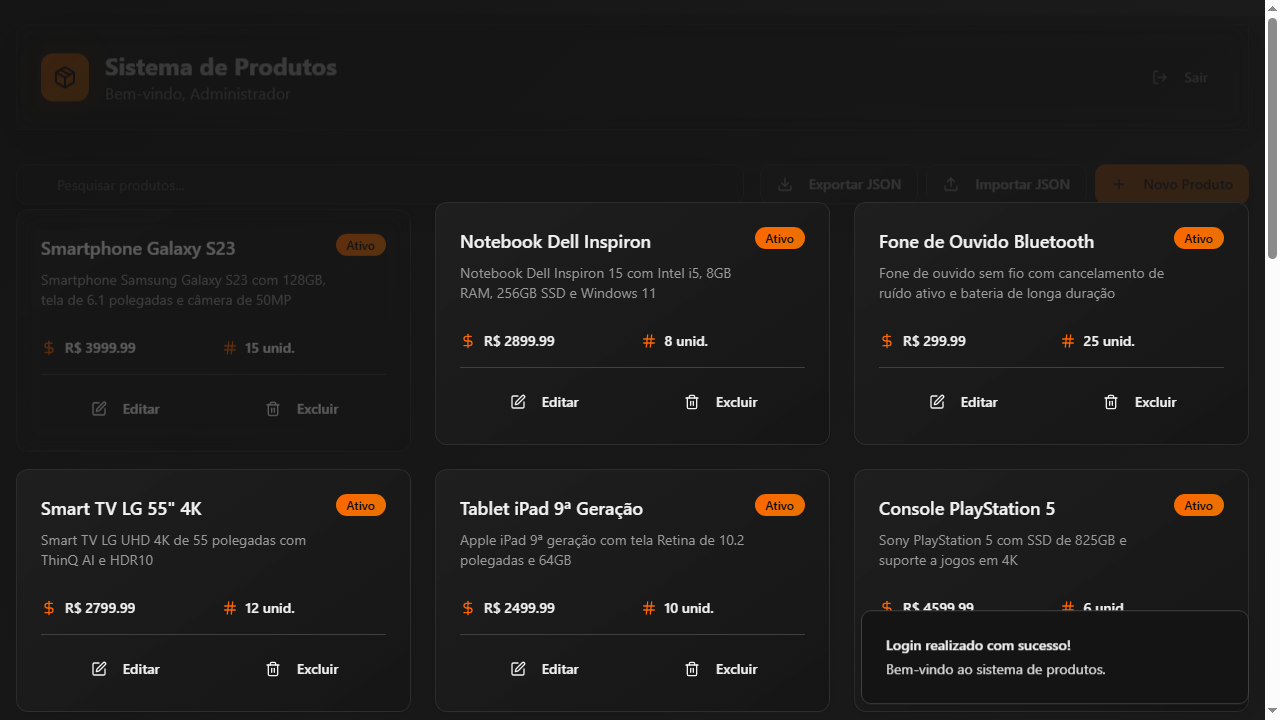 Sistema de Produtos
Bem-vindo, Administrador
Sair
Pesquisar produtos...
Exportar JSON
Importar JSON
Novo Produto
Smartphone Galaxy S23
Ativo
Smartphone Samsung Galaxy S23 com 128GB,
tela de 6.1 polegadas e câmera de 50MP
R$ 3999.99
15 unid.
Editar
Excluir
Notebook Dell Inspiron
Ativo
Notebook Dell Inspiron 15 com Intel i5, 8GB
RAM, 256GB SSD e Windows 11
R$ 2899.99
8 unid.
Editar
Excluir
Fone de Ouvido Bluetooth
Ativo
Fone de ouvido sem fio com cancelamento de
ruído ativo e bateria de longa duração
R$ 299.99
25 unid.
Editar
Excluir
Smart TV LG 55" 4K
Ativo
Smart TV LG UHD 4K de 55 polegadas com
ThinQ AI e HDR10
R$ 2799.99
12 unid.
Editar
Excluir
Tablet iPad 9ª Geração
Ativo
Apple iPad 9ª geração com tela Retina de 10.2
polegadas e 64GB
R$ 2499.99
10 unid.
Editar
Excluir
Console PlayStation 5
Ativo
Sony PlayStation 5 com SSD de 825GB e
suporte a jogos em 4K
R$ 4599.99
6 unid.
Login realizado com sucesso!
Bem-vindo ao sistema de produtos.